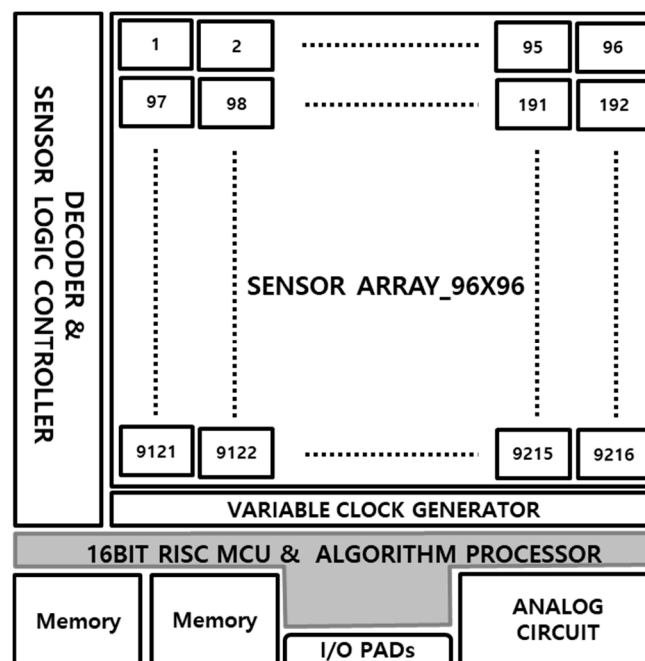 DECODER &
SENSOR LOGIC CONTROLLER
1 2 95 96
97 98 191 192
SENSOR ARRAY_96X96
9121 9122 9215 9216
VARIABLE CLOCK GENERATOR
16BIT RISC MCU & ALGORITHM PROCESSOR
Memory
Memory
I/O PADs
ANALOG
CIRCUIT